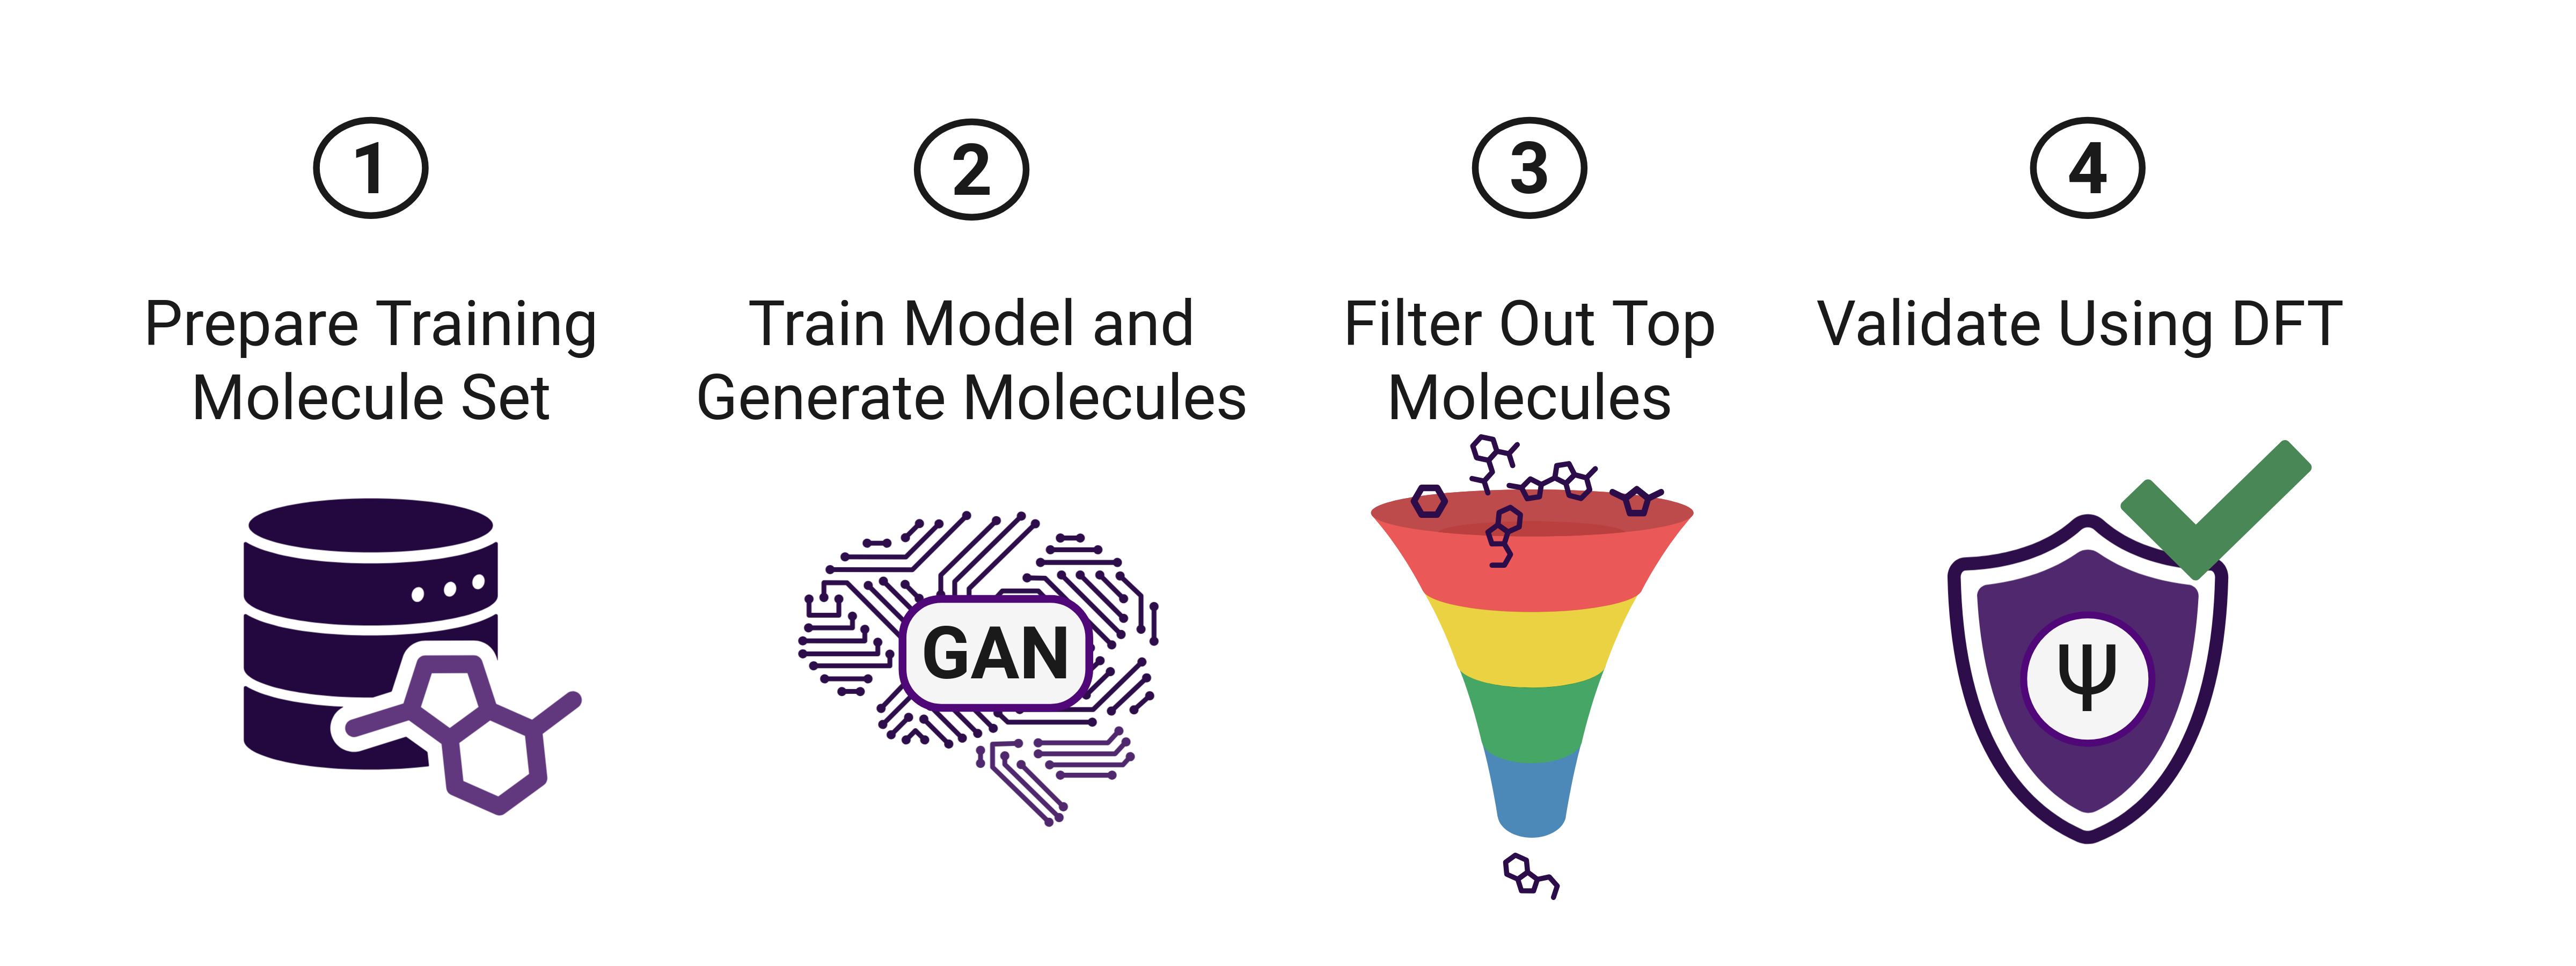 1
Prepare Training
Molecule Set
2
Train Model and
Generate Molecules
GAN
3
Filter Out Top
Molecules
4
Validate Using DFT
Ψ